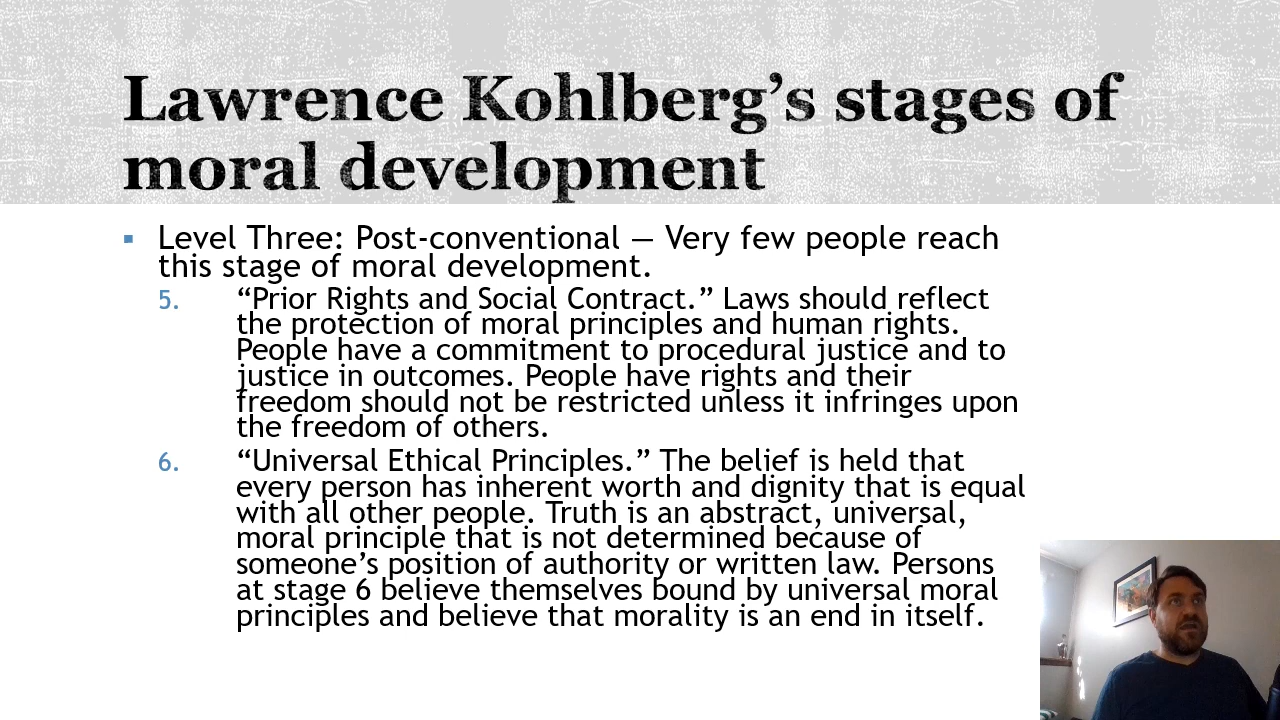 Lawrence Kohlberg’s stages of
moral development
▪ Level Three: Post-conventional — Very few people reach
this stage of moral development.
5. “Prior Rights and Social Contract.” Laws should reflect
the protection of moral principles and human rights.
People have a commitment to procedural justice and to
justice in outcomes. People have rights and their
freedom should not be restricted unless it infringes upon
the freedom of others.
6. “Universal Ethical Principles.” The belief is held that
every person has inherent worth and dignity that is equal
with all other people. Truth is an abstract, universal,
moral principle that is not determined because of
someone’s position of authority or written law. Persons
at stage 6 believe themselves bound by universal moral
principles and believe that morality is an end in itself.